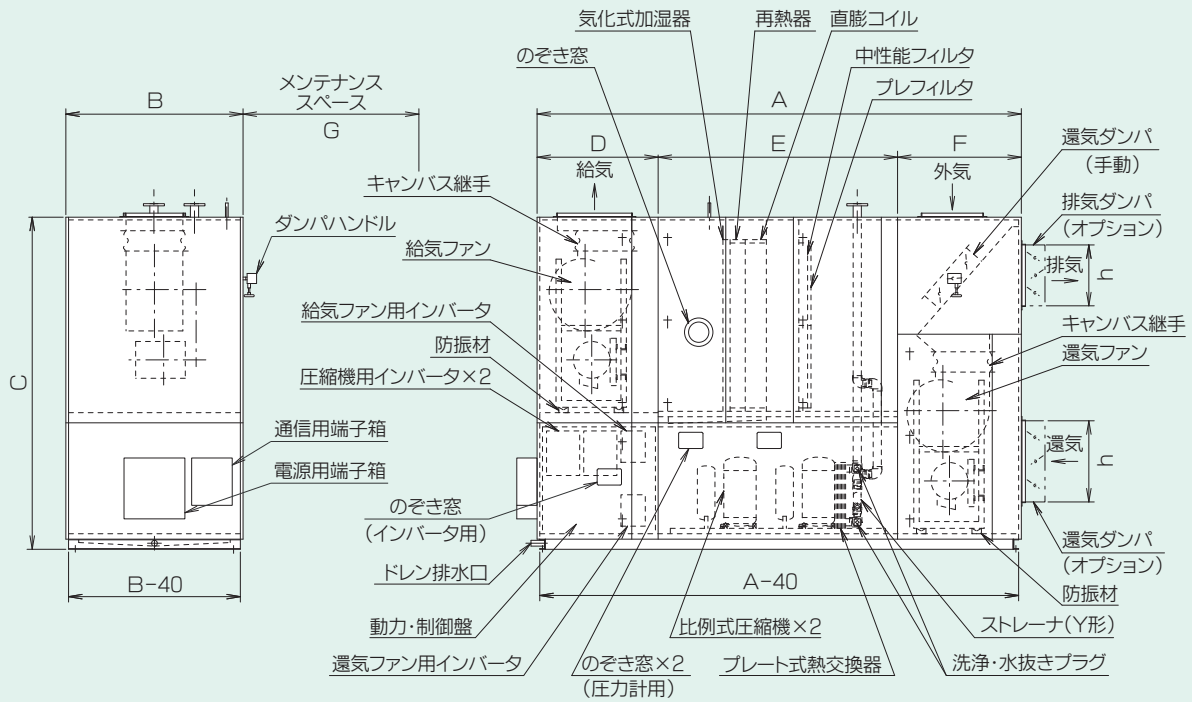 気化式加湿器
再熱器
直膨コイル
のぞき窓
中性能フィルタ
プレフィルタ
メンテナンス
スペース
B
G
A
D
E
F
給気
外気
還気ダンパ
(手動)
キャンバス継手
排気ダンパ
(オプション)
ダンパハンドル
給気ファン
排気
h
給気ファン用インバータ
キャンバス継手
防振材
還気ファン
圧縮機用インバータ×2
C
通信用端子箱
電源用端子箱
還気
h
のぞき窓
(インバータ用)
還気ダンパ
(オプション)
ドレン排水口
B-40
A-40
防振材
動力・制御盤
比例式圧縮機×2
ストレーナ(Y形)
還気ファン用インバータ
のぞき窓×2
(圧力計用)
プレート式熱交換器
洗浄・水抜きプラグ